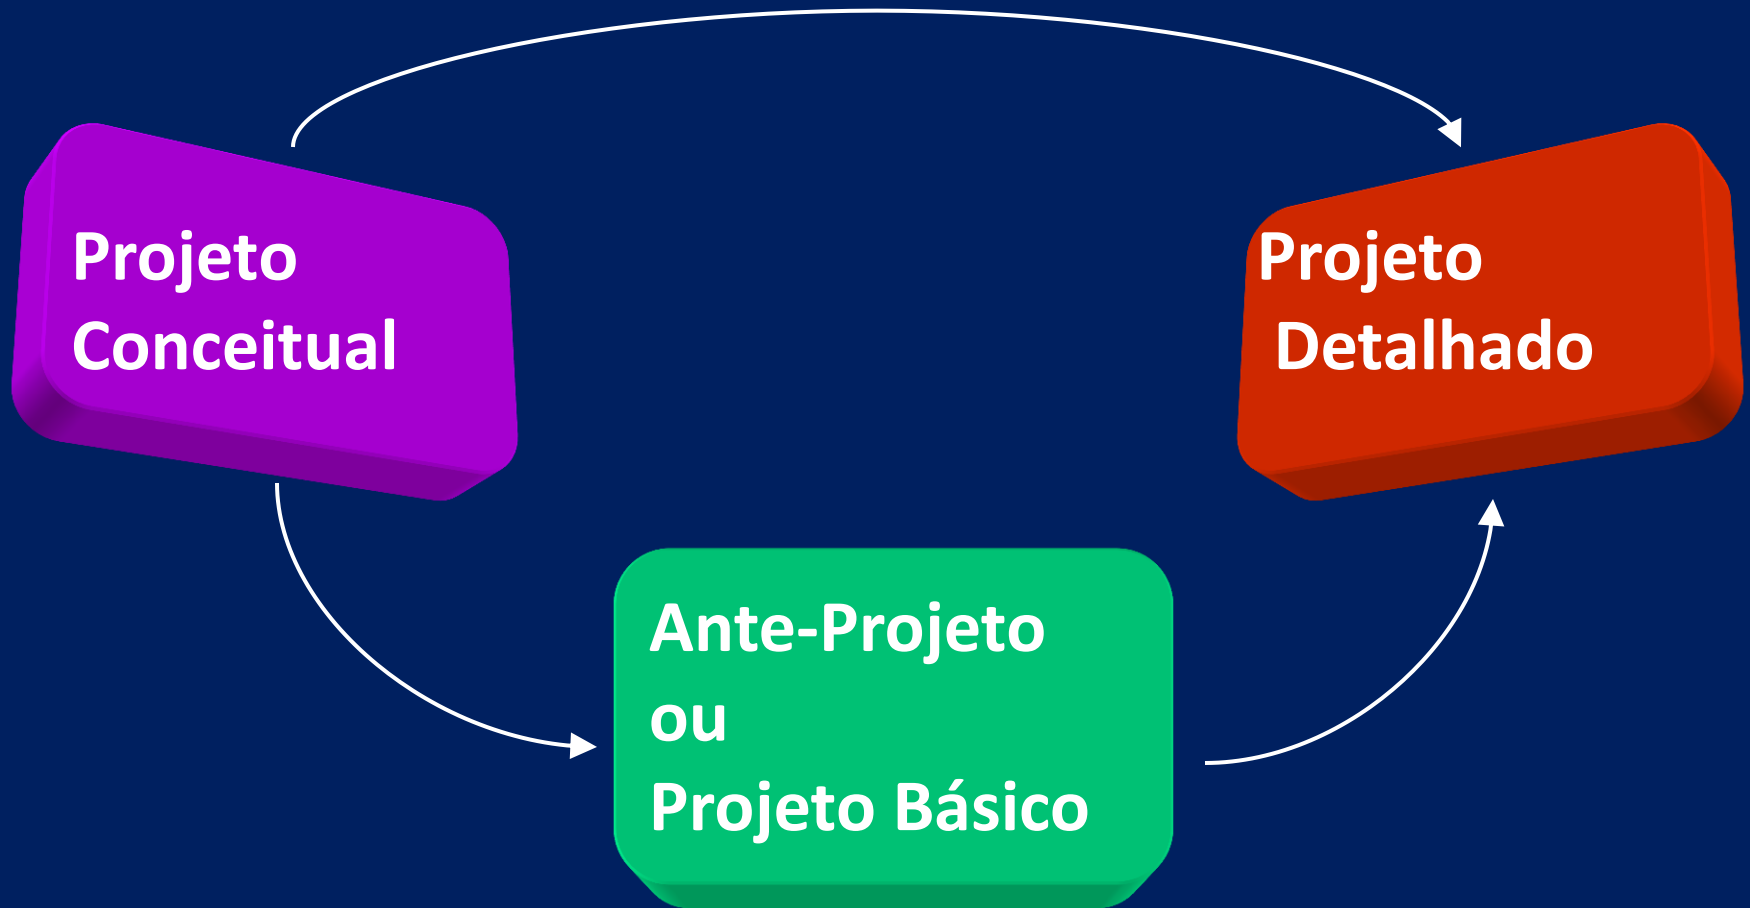 Projeto
Conceitual
Projeto
Detalhado
Ante-Projeto
ou
Projeto Básico